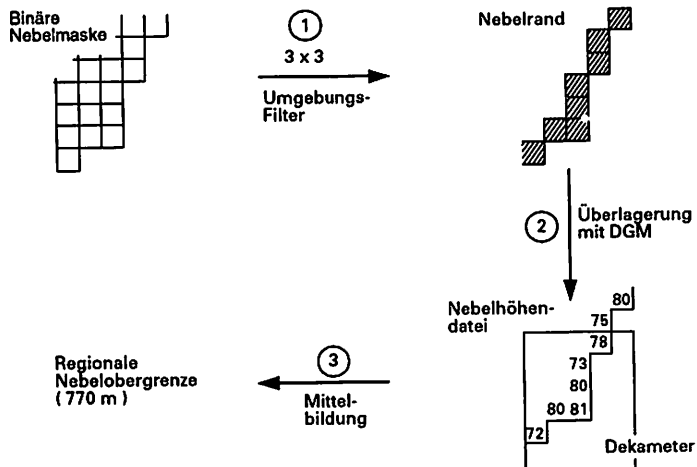 Binäre
Nebelmaske
1
3 x 3
Umgebungs-
Filter
Nebelrand
2
Überlagerung
mit DGM
Nebelhöhen-
datei
80
75
78
73
80
80 81
72
Dekameter
3
Mittel-
bildung
Regionale
Nebelobergrenze
( 770 m )